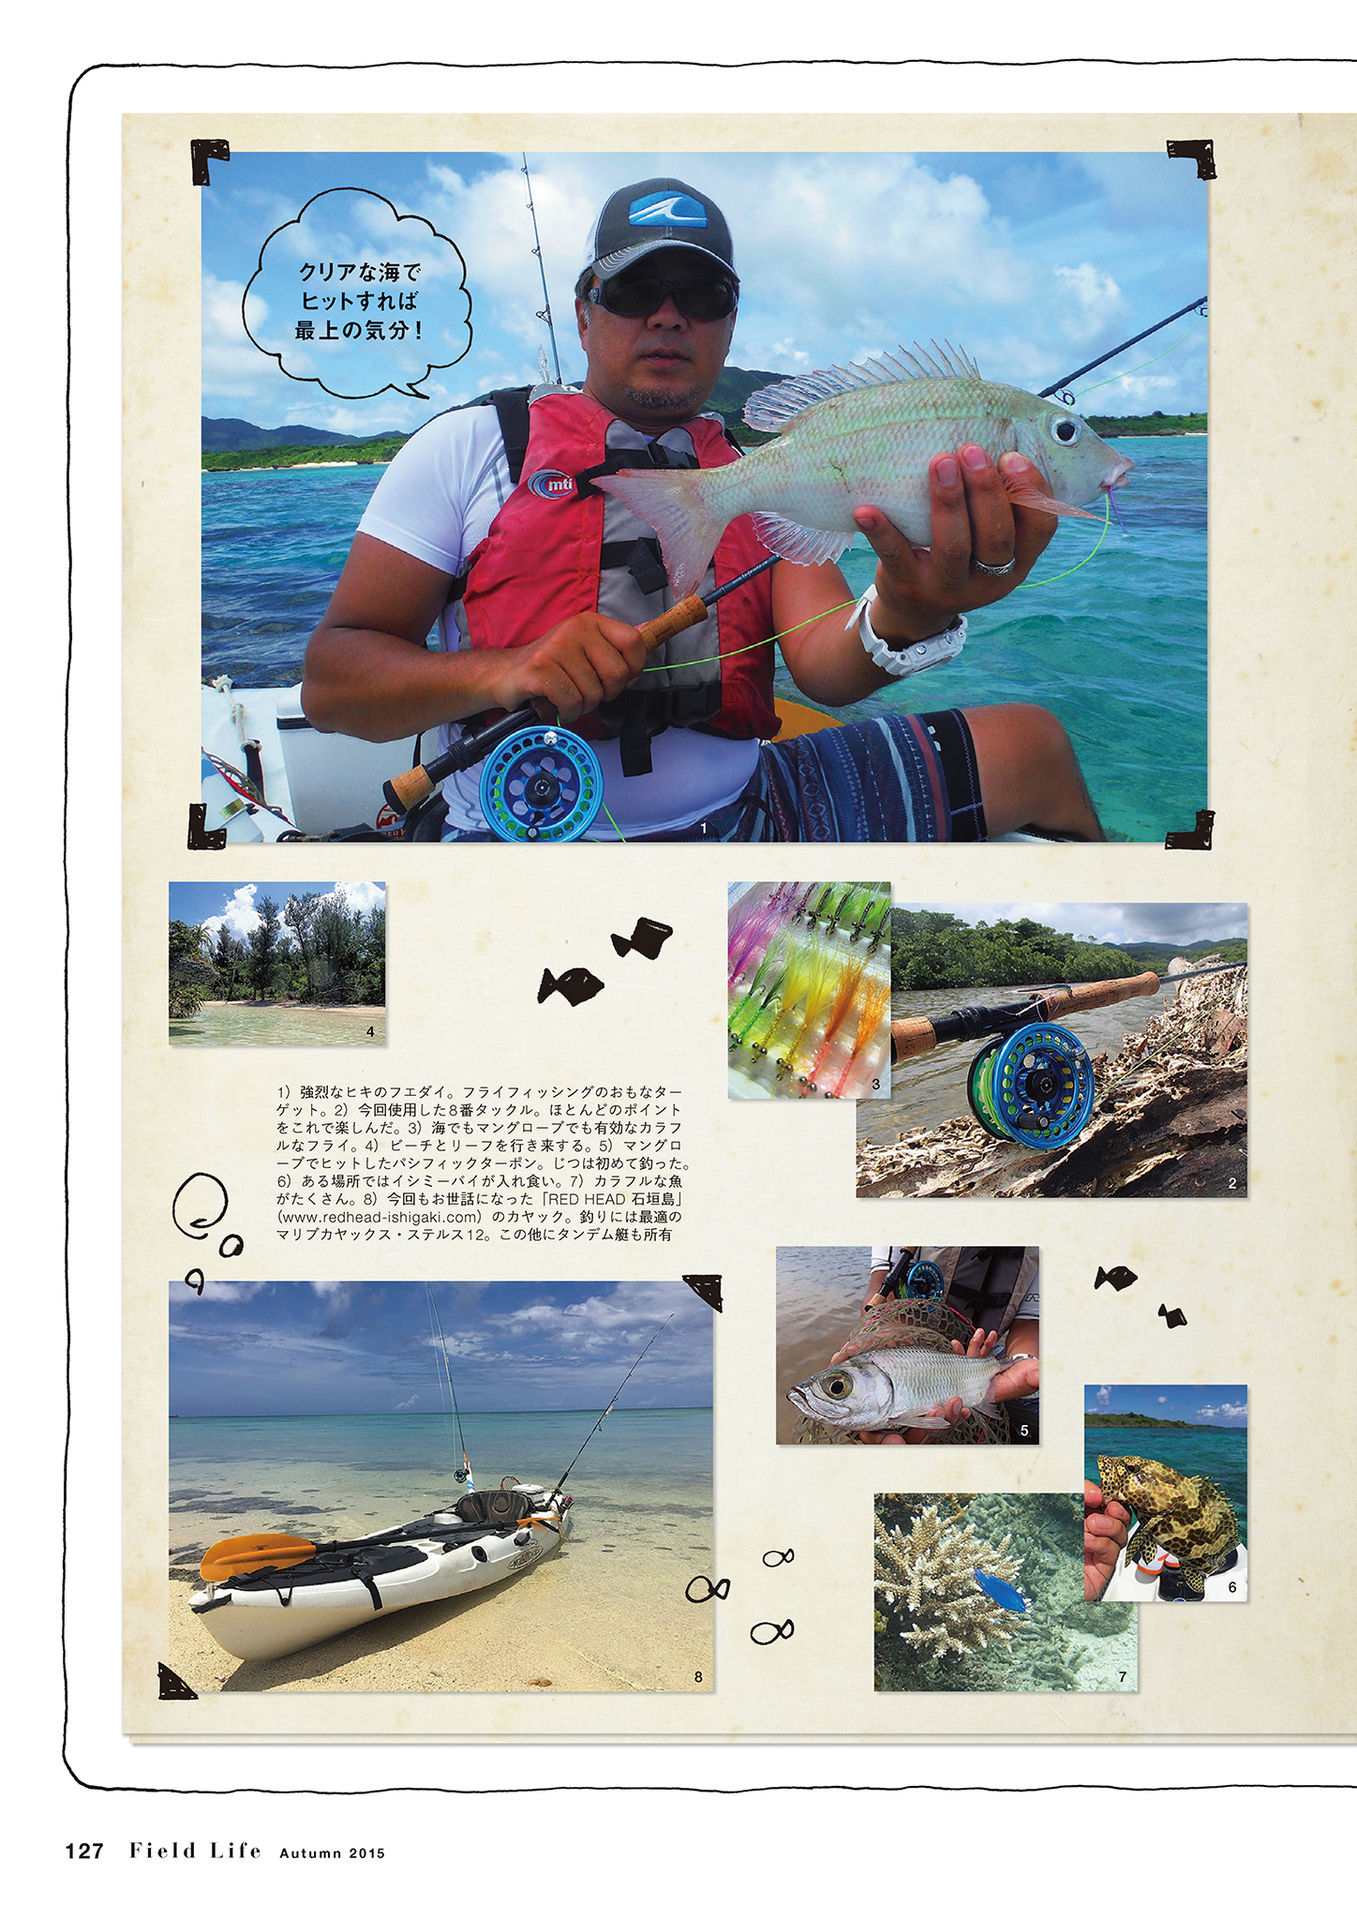 クリアな海で
ヒットすれば
最上の気分！
mti
1
4
3
2
1）強烈なヒキのフエダイ。フライフィッシングのおもなター
ゲット。2）今回使用した8番タックル。ほとんどのポイント
をこれで楽しんだ。3）海でもマングローブでも有効なカラフ
ルなフライ。4）ビーチとリーフを行き来する。5）マングロ
ーブでヒットしたパシフィックターポン。じつは初めて釣った。
6）ある場所ではイシミーバイが入れ食い。7）カラフルな魚
がたくさん。8）今回もお世話になった「RED HEAD 石垣島」
（www.redhead-ishigaki.com）のカヤック。釣りには最適の
マリブカヤックス・ステルス12。この他にタンデム艇も所有
5
6
7
8
127 Field Life Autumn 2015